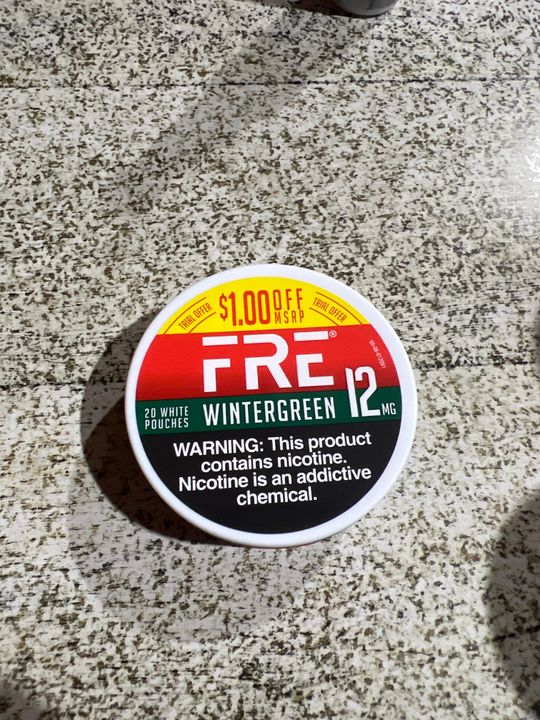 TRIAL OFFER
$1.00 OFF
MSRP
TRIAL OFFER
FRE®
20 WHITE
POUCHES
WINTERGREEN
12 MG
WARNING: This product
contains nicotine.
Nicotine is an addictive
chemical.